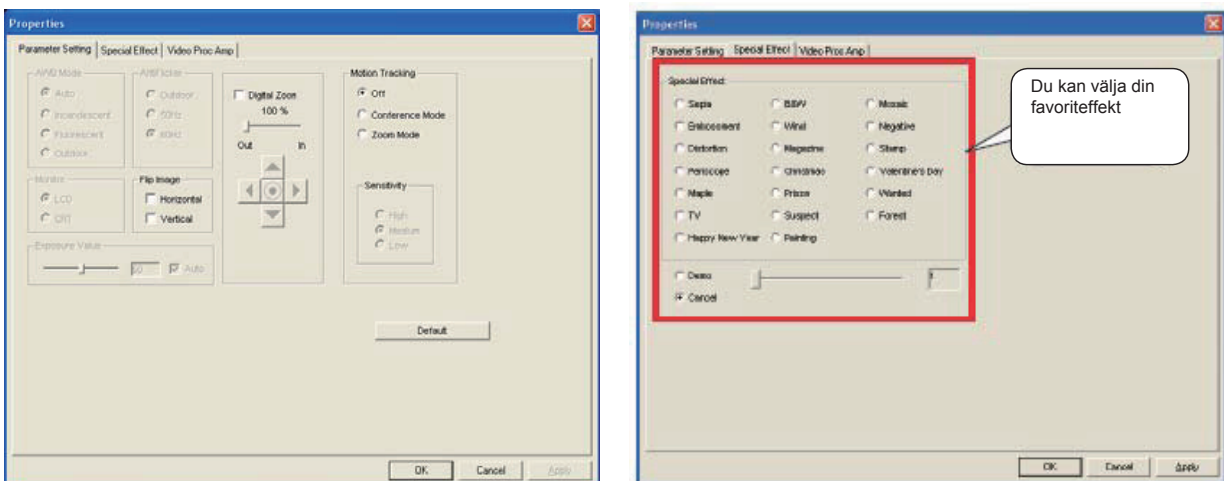 Properties
Parameter Setting Special Effect Video Proc Amp
AWB Mode
Auto
Incandescent
Fluorescent
Outdoor
AntiFlicker
Outdoor
50Hz
60Hz
Digital Zoom
100 %
Out In
Motion Tracking
Off
Conference Mode
Zoom Mode
Sensitivity
High
Medium
Low
Monitor
LCD
CRT
Flip Image
Horizontal
Vertical
Exposure Value
Auto
Default
OK Cancel Apply
Properties
Parameter Setting Special Effect Video Proc Amp
Special Effect
Sepia B&W Mosaic
Embossment Wind Negative
Distortion Magazine Stamp
Periscope Christmas Valentine's Day
Maple Prison Wanted
TV Suspect Forest
Happy New Year Painting
Demo
Cancel
Du kan välja din
favoriteffekt
OK Cancel Apply